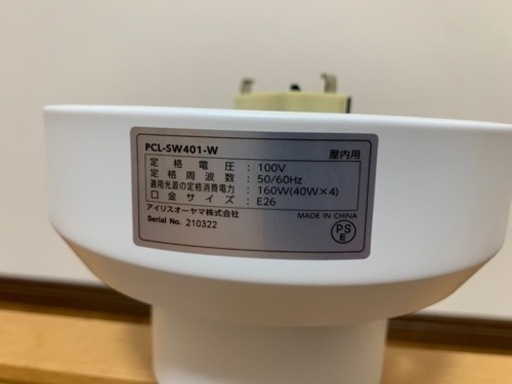 PCL-SW401-W 屋内用
定格電圧：100V
定格周波数：50/60Hz
適用光源の定格消費電力：160W(40W×4)
口金サイズ：E26
アイリスオーヤマ株式会社 MADE IN CHINA
Serial No. 210322
PS
E